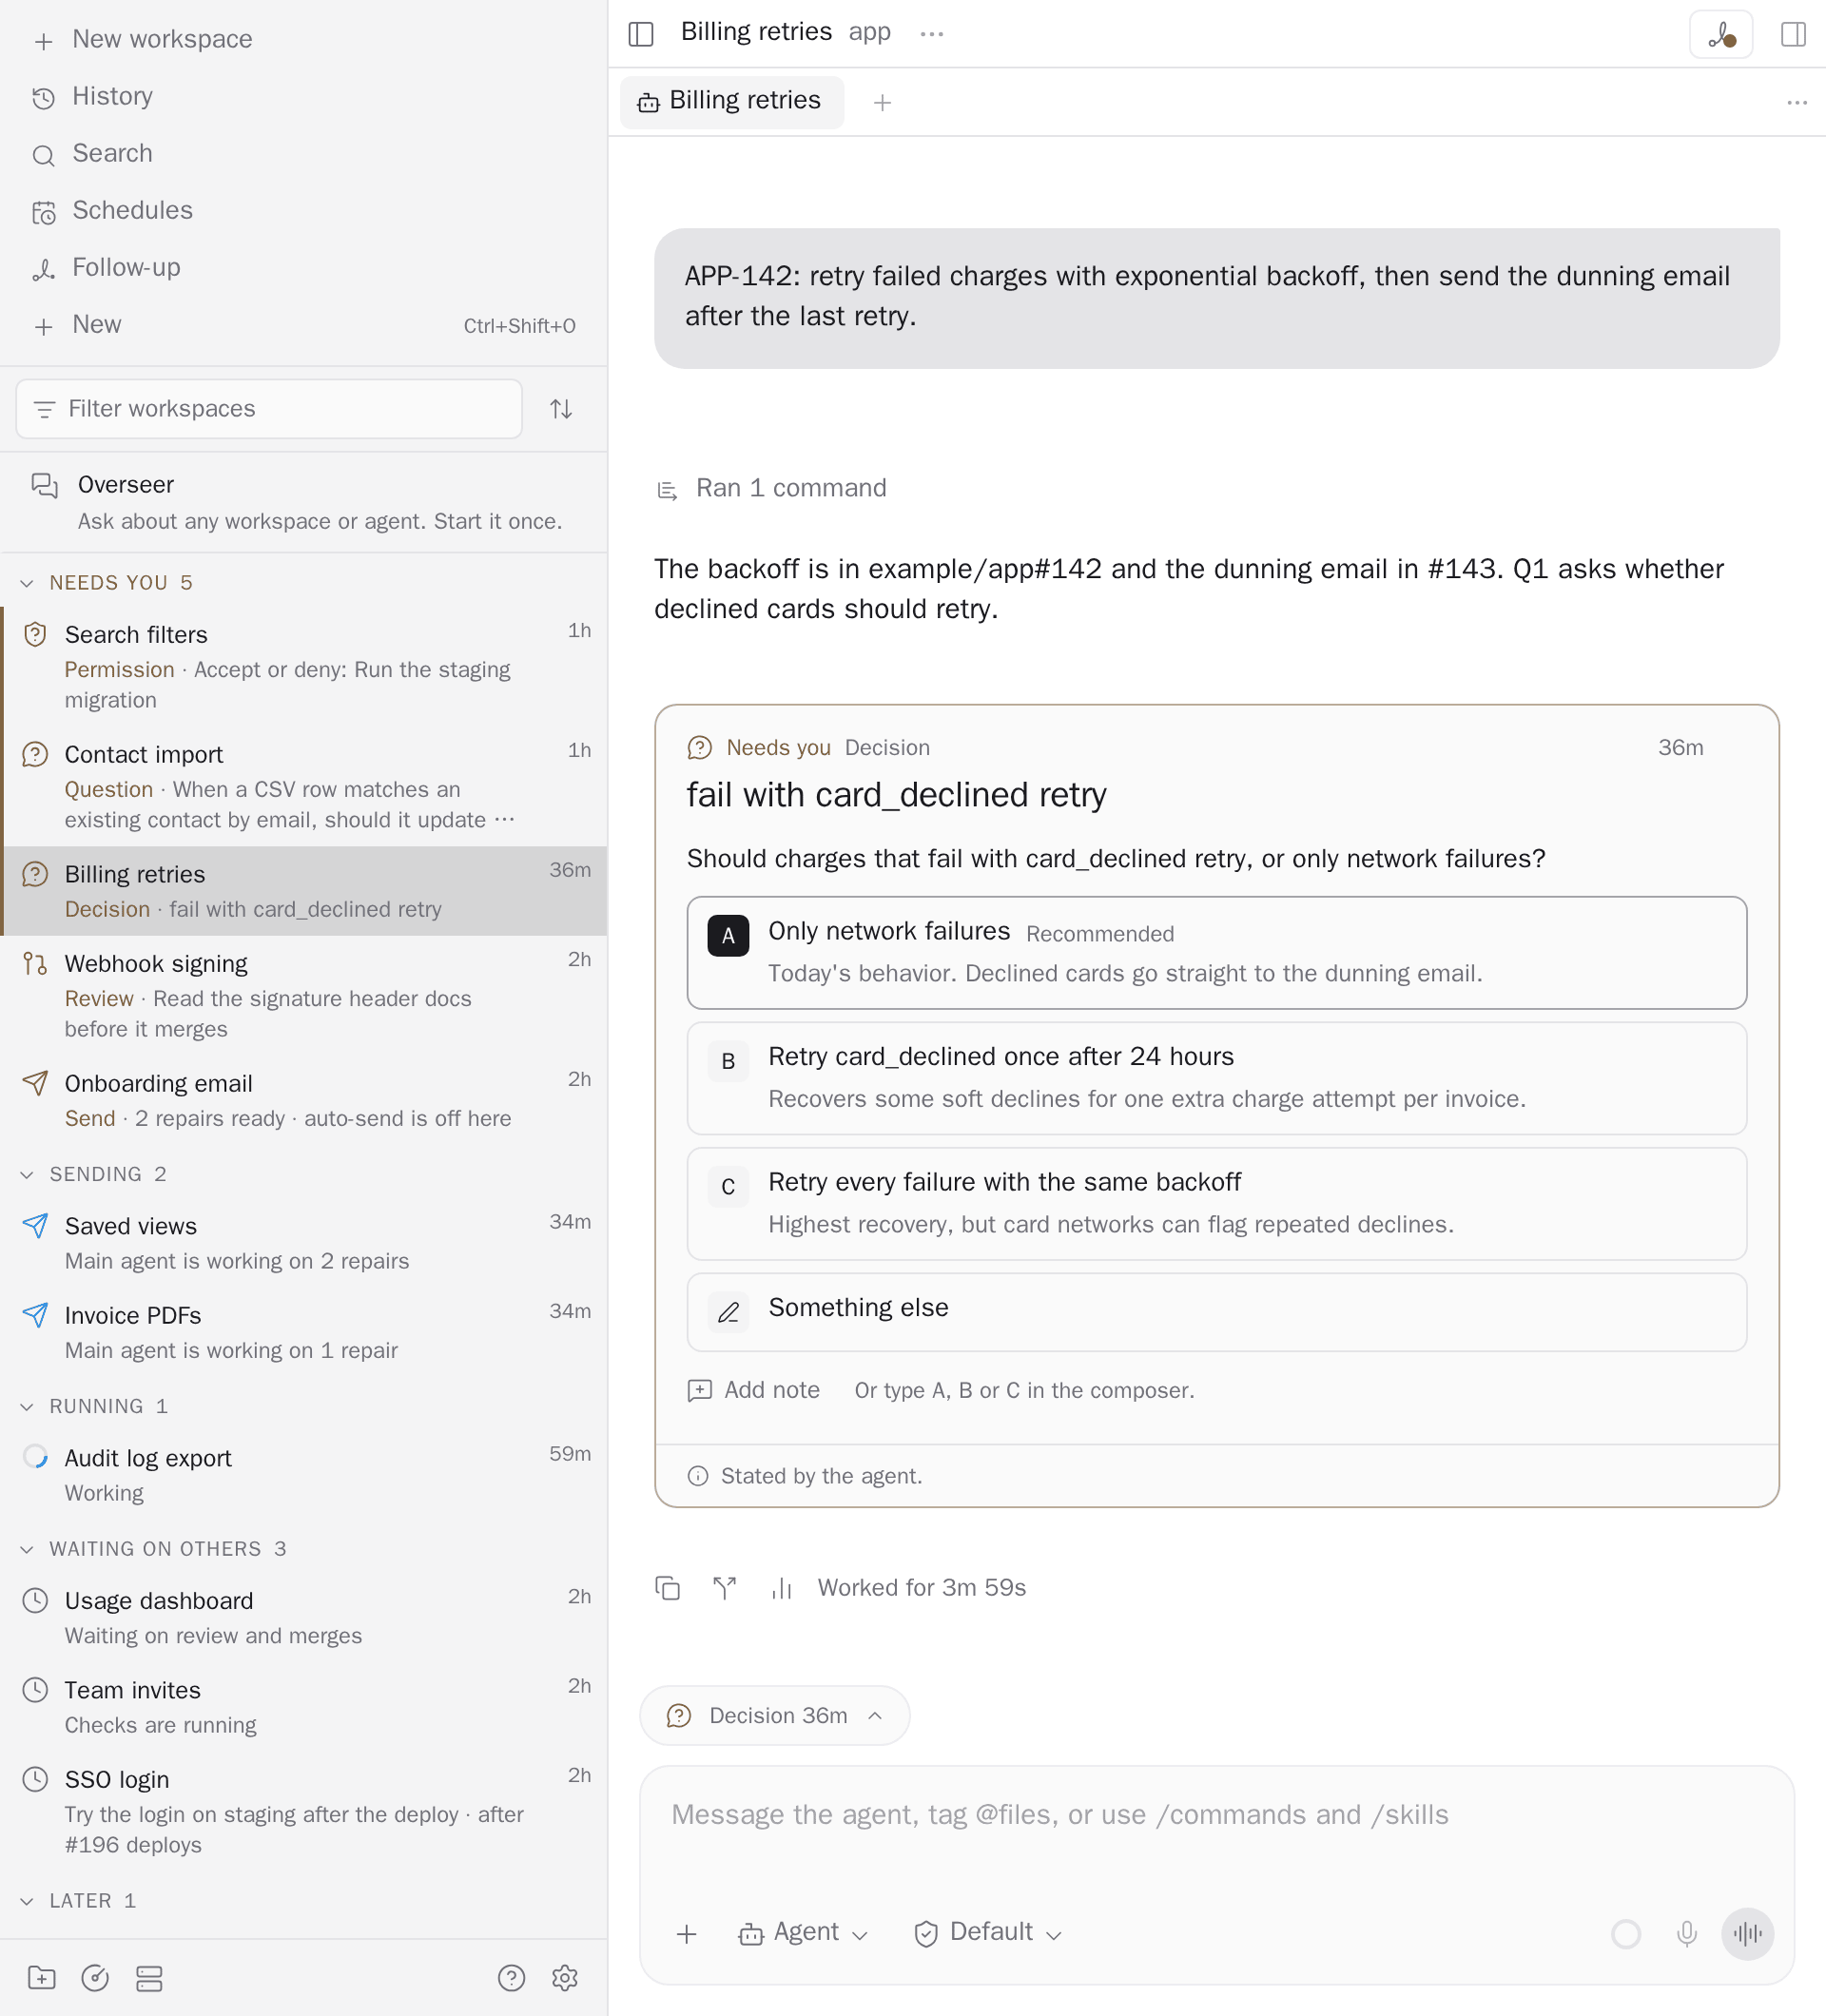 New workspace
History
Search
Schedules
Follow-up
New Ctrl+Shift+O
Filter workspaces
Overseer
Ask about any workspace or agent. Start it once.
NEEDS YOU 5
Search filters 1h
Permission · Accept or deny: Run the staging
migration
Contact import 1h
Question · When a CSV row matches an
existing contact by email, should it update ···
Billing retries 36m
Decision · fail with card_declined retry
Webhook signing 2h
Review · Read the signature header docs
before it merges
Onboarding email 2h
Send · 2 repairs ready · auto-send is off here
SENDING 2
Saved views 34m
Main agent is working on 2 repairs
Invoice PDFs 34m
Main agent is working on 1 repair
RUNNING 1
Audit log export 59m
Working
WAITING ON OTHERS 3
Usage dashboard 2h
Waiting on review and merges
Team invites 2h
Checks are running
SSO login 2h
Try the login on staging after the deploy · after
#196 deploys
LATER 1
Billing retries app
Billing retries
APP-142: retry failed charges with exponential backoff, then send the dunning email
after the last retry.
Ran 1 command
The backoff is in example/app#142 and the dunning email in #143. Q1 asks whether
declined cards should retry.
Needs you Decision 36m
fail with card_declined retry
Should charges that fail with card_declined retry, or only network failures?
A Only network failures Recommended
Today's behavior. Declined cards go straight to the dunning email.
B Retry card_declined once after 24 hours
Recovers some soft declines for one extra charge attempt per invoice.
C Retry every failure with the same backoff
Highest recovery, but card networks can flag repeated declines.
Something else
Add note Or type A, B or C in the composer.
Stated by the agent.
Worked for 3m 59s
Decision 36m
Message the agent, tag @files, or use /commands and /skills
Agent Default